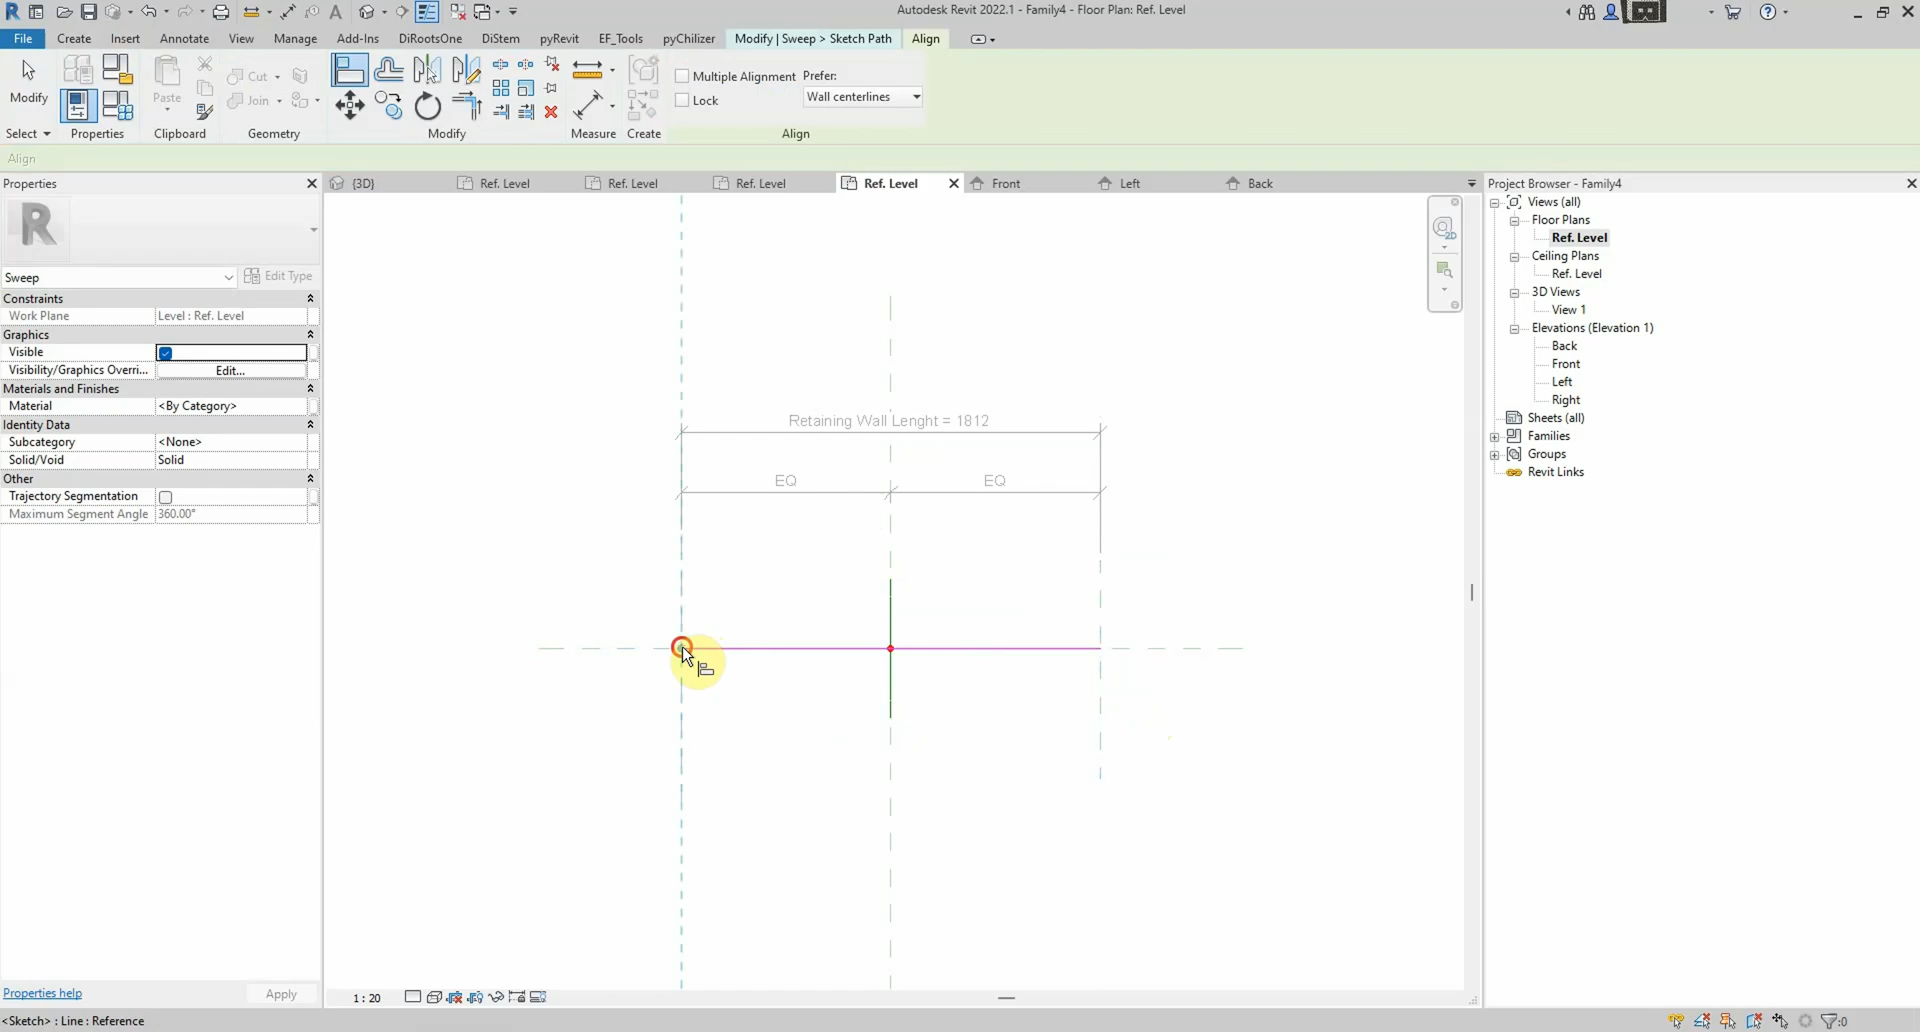 Autodesk Revit 2022.1 - Family4 - Floor Plan: Ref. Level
File Create Insert Annotate View Manage Add-Ins DiRootsOne DiStem pyRevit EF_Tools pyChilizer Modify | Sweep > Sketch Path Align
Modify
Paste
Cut
Join
Multiple Alignment
Lock
Prefer:
Wall centerlines
Select Properties Clipboard Geometry Modify Measure Create Align
Align
Properties
{3D} Ref. Level Ref. Level Ref. Level Ref. Level Front Left Back
Project Browser - Family4
Sweep
Edit Type
Constraints
Work Plane Level : Ref. Level
Graphics
Visible
Visibility/Graphics Overri... Edit...
Materials and Finishes
Material <By Category>
Identity Data
Subcategory <None>
Solid/Void Solid
Other
Trajectory Segmentation
Maximum Segment Angle 360.00°
Properties help
Apply
Retaining Wall Lenght = 1812
EQ EQ
2D
Views (all)
Floor Plans
Ref. Level
Ceiling Plans
Ref. Level
3D Views
View 1
Elevations (Elevation 1)
Back
Front
Left
Right
Sheets (all)
Families
Groups
Revit Links
1 : 20
<Sketch> : Line : Reference
:0